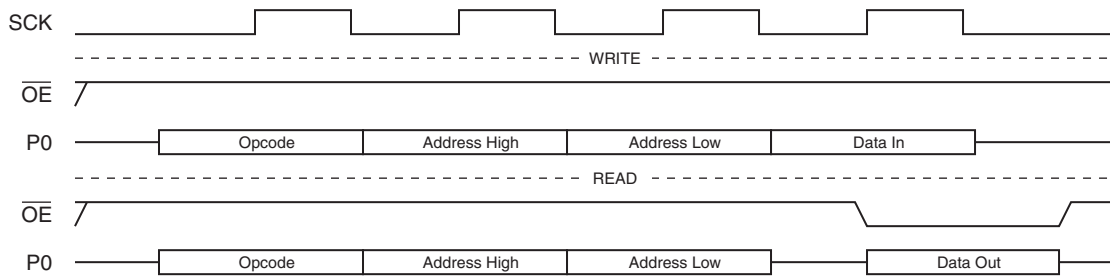 SCK
WRITE
OE
P0 Opcode Address High Address Low Data In
READ
OE
P0 Opcode Address High Address Low Data Out